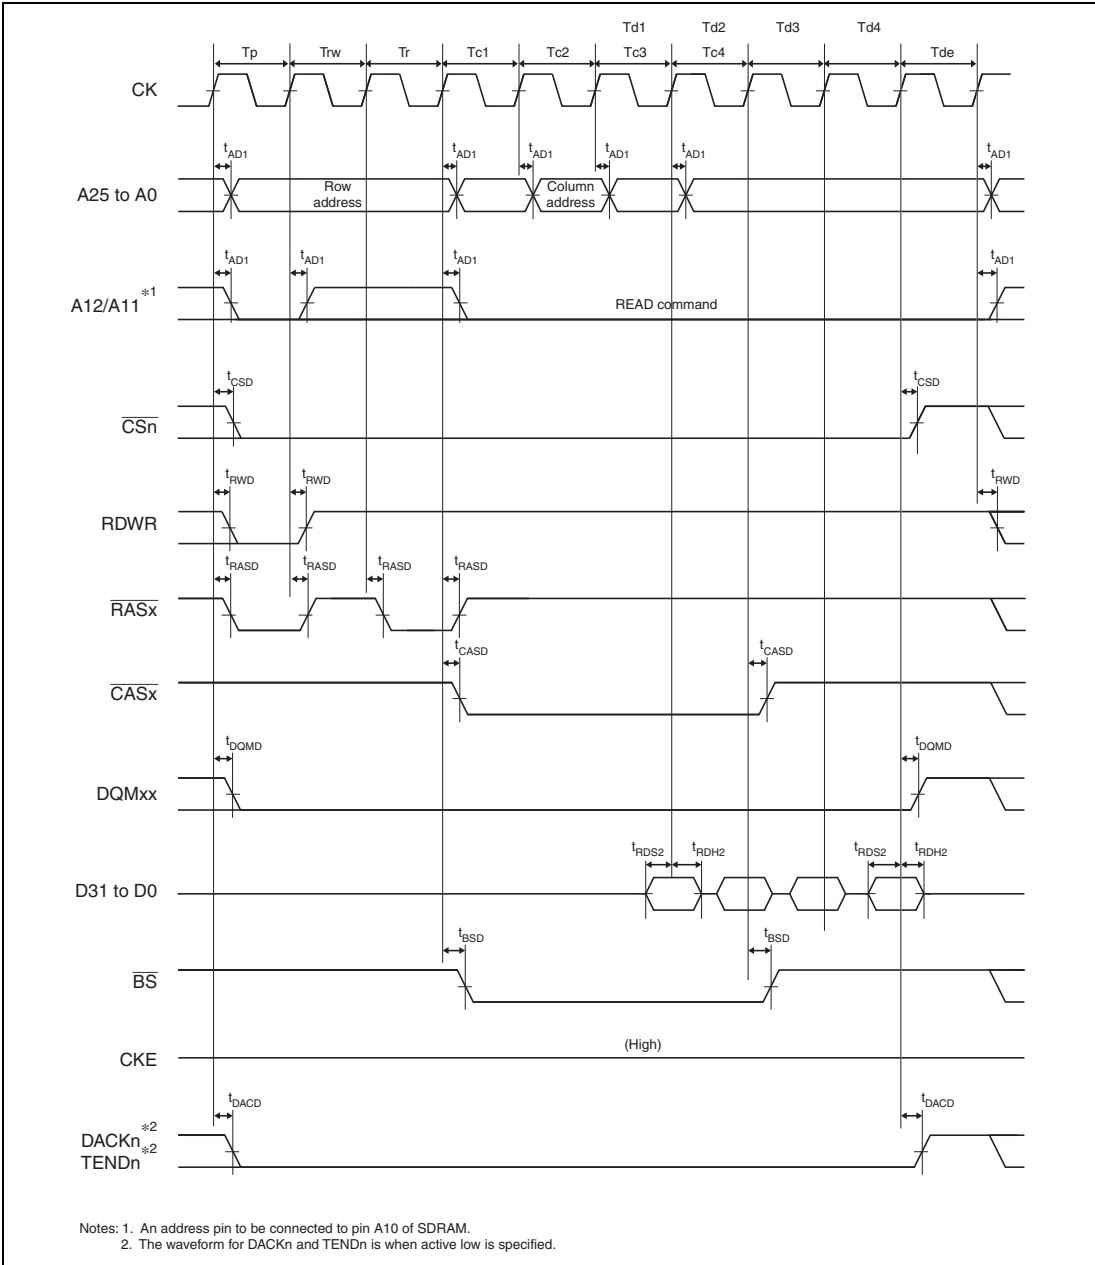 Td1 Td2 Td3 Td4
Tp Trw Tr Tc1 Tc2 Tc3 Tc4 Tde
CK
tAD1 tAD1 tAD1 tAD1 tAD1 tAD1
A25 to A0
Row address
Column address
tAD1 tAD1 tAD1 tAD1
A12/A11*1
READ command
tCSD tCSD
CSn
tRWD tRWD tRWD
RDWR
tRASD tRASD tRASD tRASD
RASx
tCASD tCASD
CASx
tDQMD tDQMD
DQMxx
tRDS2 tRDH2 tRDS2 tRDH2
D31 to D0
tBSD tBSD
BS
(High)
CKE
tDACD tDACD
DACKn*2
TENDn*2
Notes: 1. An address pin to be connected to pin A10 of SDRAM.
2. The waveform for DACKn and TENDn is when active low is specified.